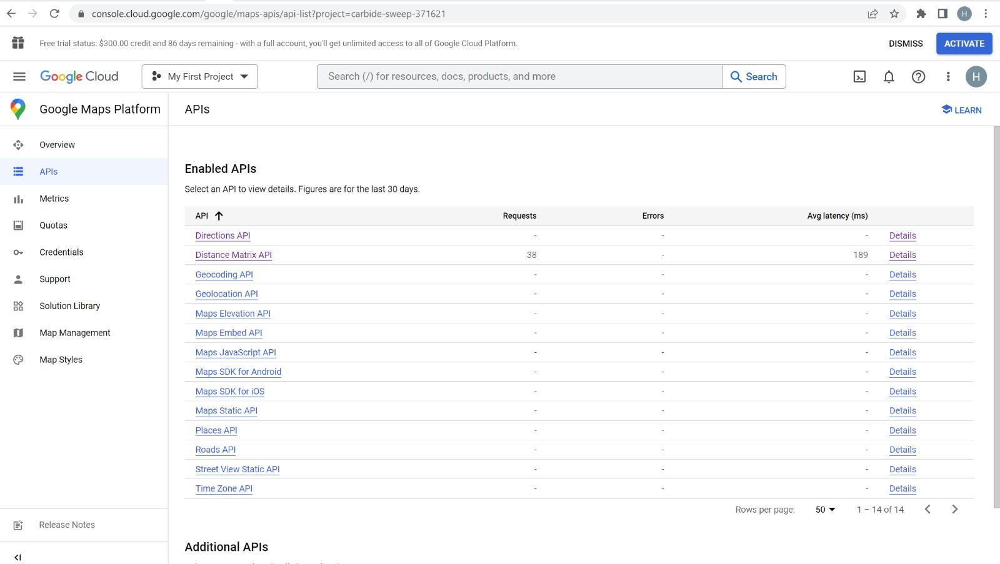 console.cloud.google.com/google/maps-apis/api-list?project=carbide-sweep-371621
H
Free trial status: $300.00 credit and 86 days remaining - with a full account, you'll get unlimited access to all of Google Cloud Platform.
DISMISS
ACTIVATE
Google Cloud
My First Project
Search (/) for resources, docs, products, and more
Search
H
Google Maps Platform
APIs
LEARN
Overview
APIs
Metrics
Quotas
Credentials
Support
Solution Library
Map Management
Map Styles
Release Notes
Enabled APIs
Select an API to view details. Figures are for the last 30 days.
API Requests Errors Avg latency (ms)
Directions API - - - Details
Distance Matrix API 38 - 189 Details
Geocoding API - - - Details
Geolocation API - - - Details
Maps Elevation API - - - Details
Maps Embed API - - - Details
Maps JavaScript API - - - Details
Maps SDK for Android - - - Details
Maps SDK for iOS - - - Details
Maps Static API - - - Details
Places API - - - Details
Roads API - - - Details
Street View Static API - - - Details
Time Zone API - - - Details
Rows per page: 50 1 – 14 of 14
Additional APIs